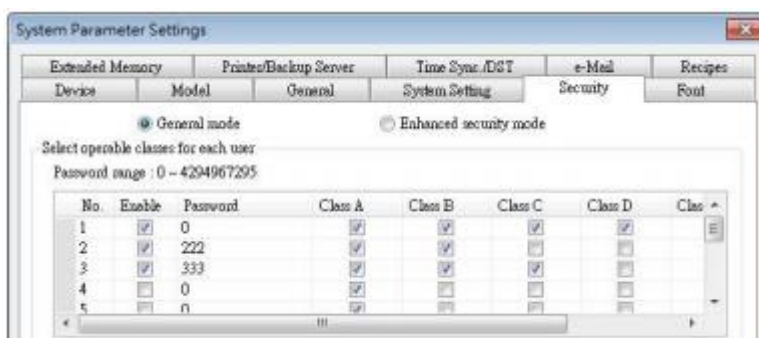 System Parameter Settings
Extended Memory Printer/Backup Server Time Sync./DST e-Mail Recipes
Device Model General System Setting Security Font
General mode Enhanced security mode
Select operable classes for each user
Password range : 0 ~ 4294967295
No. Enable Password Class A Class B Class C Class D Clas
1 0
2 222
3 333
4 0
5 0